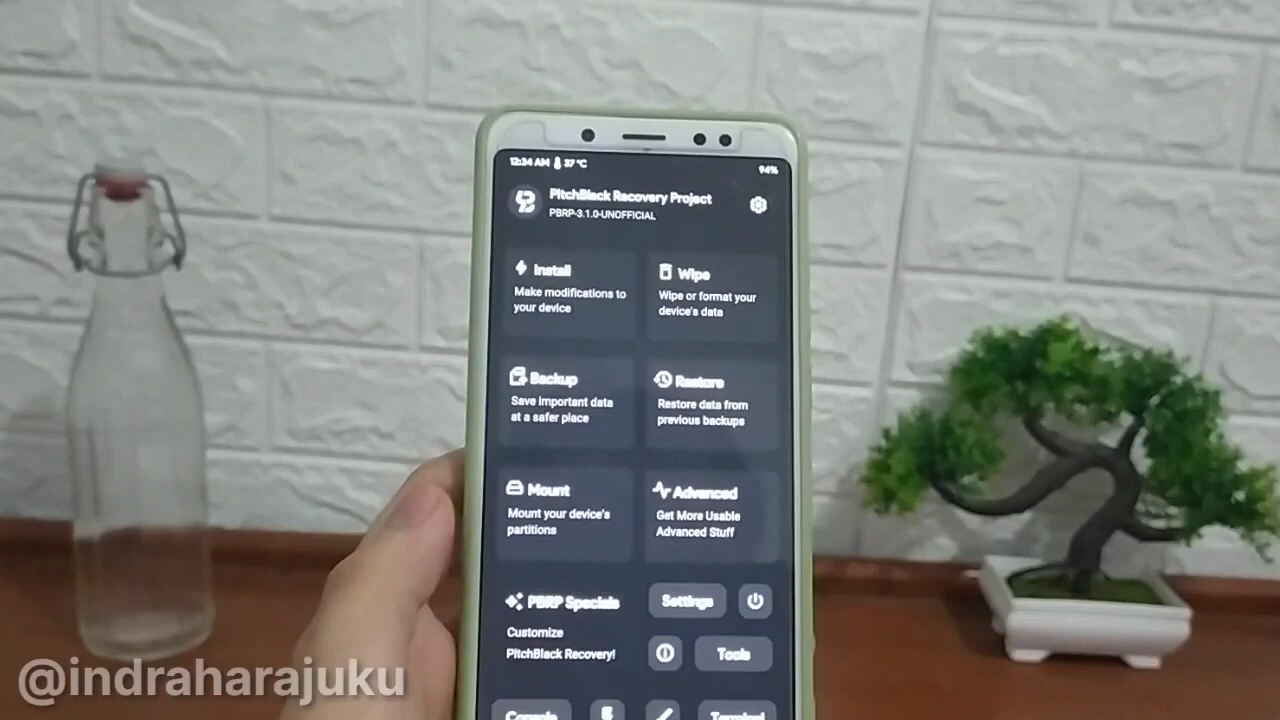 12:34 AM 37 °C
94%
PitchBlack Recovery Project
PBRP-3.1.0-UNOFFICIAL
Install
Make modifications to
your device
Wipe
Wipe or format your
device's data
Backup
Save important data
at a safer place
Restore
Restore data from
previous backups
Mount
Mount your device's
partitions
Advanced
Get More Usable
Advanced Stuff
PBRP Specials
Customize
PitchBlack Recovery!
Settings
Tools
Console
Terminal
@indraharajuku